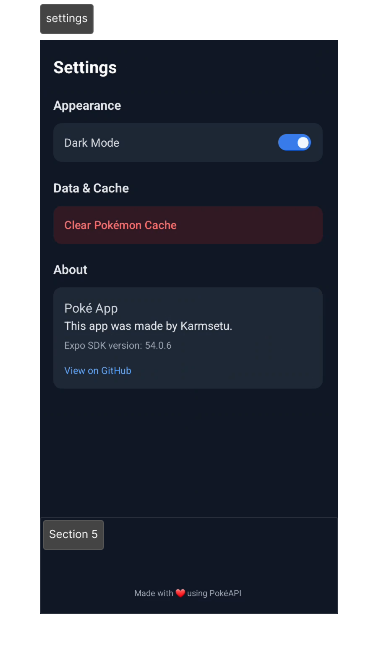 settings
Settings
Appearance
Dark Mode
Data & Cache
Clear Pokémon Cache
About
Poké App
This app was made by Karmsetu.
Expo SDK version: 54.0.6
View on GitHub
Section 5
Made with ❤️ using PokéAPI